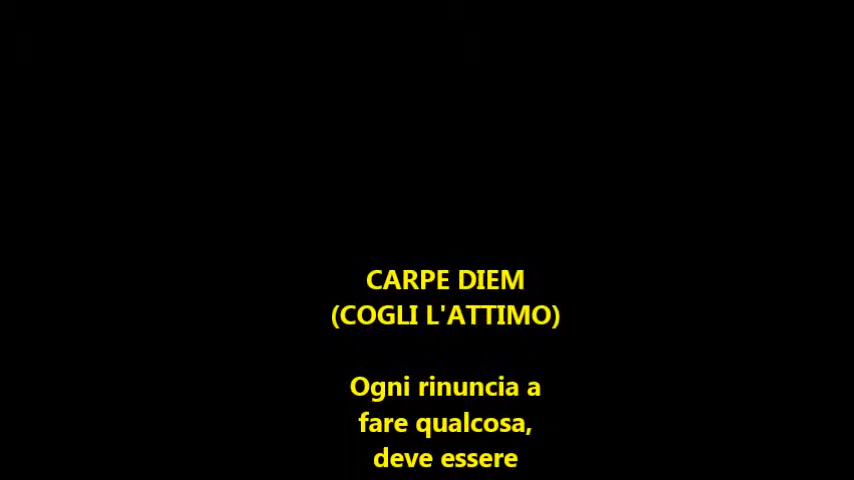 CARPE DIEM
(COGLI L'ATTIMO)
Ogni rinuncia a
fare qualcosa,
deve essere